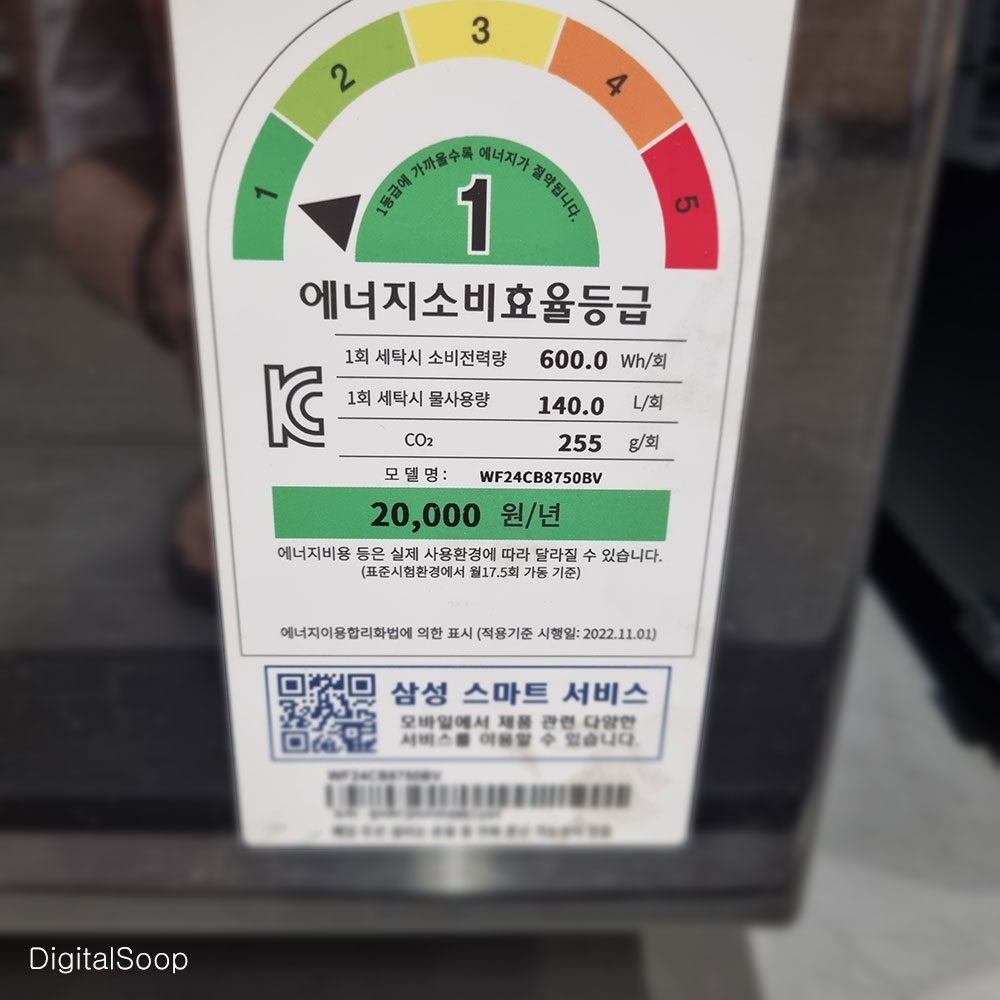 1 2 3 4 5
1등급에 가까울수록 에너지가 절약됩니다.
1
에너지소비효율등급
1회 세탁시 소비전력량 600.0 Wh/회
1회 세탁시 물사용량 140.0 L/회
CO₂ 255 g/회
모 델 명 : WF24CB8750BV
20,000 원/년
에너지비용 등은 실제 사용환경에 따라 달라질 수 있습니다.
(표준시험환경에서 월17.5회 가동 기준)
에너지이용합리화법에 의한 표시 (적용기준 시행일: 2022.11.01)
삼성 스마트 서비스
모바일에서 제품 관련 다양한
서비스를 이용할 수 있습니다.
WF24CB8750BV
DigitalSoop